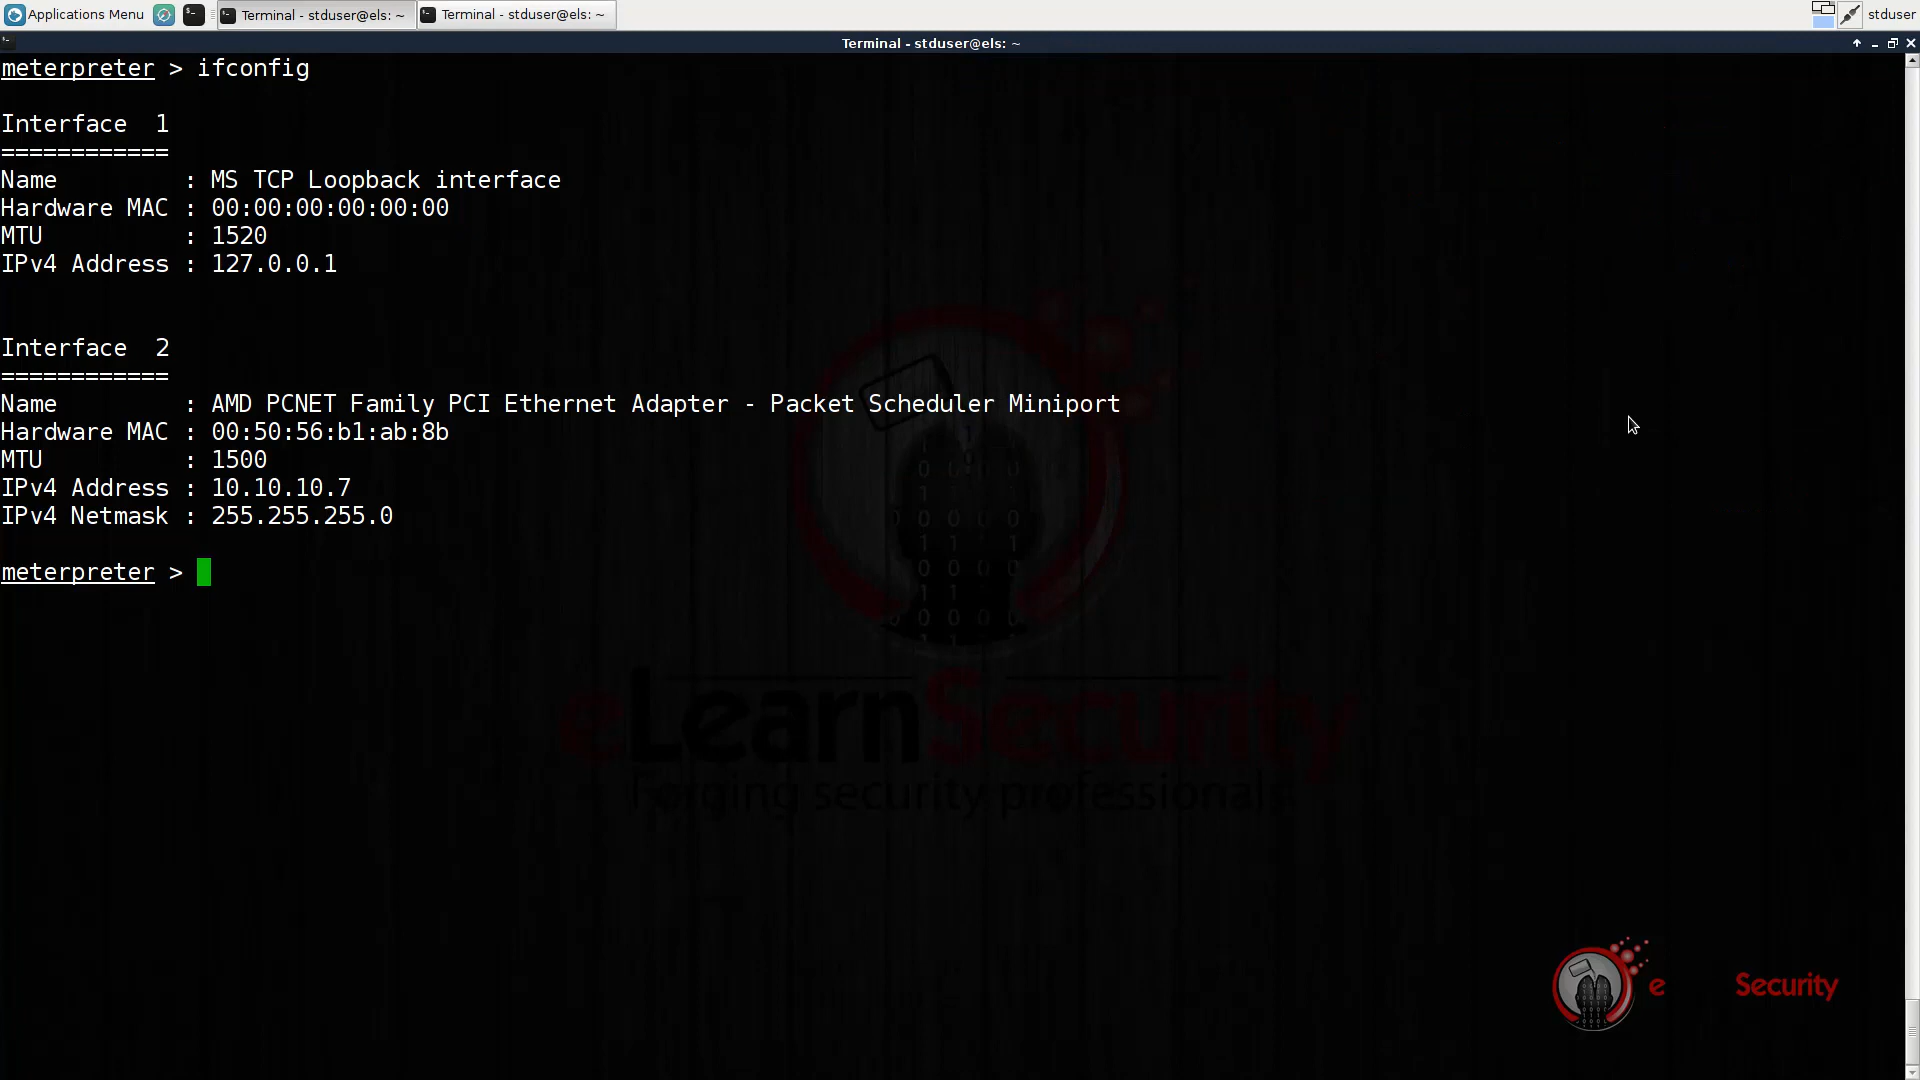 Applications Menu
Terminal - stduser@els: ~
Terminal - stduser@els: ~
stduser
Terminal - stduser@els: ~
meterpreter > ifconfig
Interface  1
============
Name         : MS TCP Loopback interface
Hardware MAC : 00:00:00:00:00:00
MTU          : 1520
IPv4 Address : 127.0.0.1
Interface  2
============
Name         : AMD PCNET Family PCI Ethernet Adapter - Packet Scheduler Miniport
Hardware MAC : 00:50:56:b1:ab:8b
MTU          : 1500
IPv4 Address : 10.10.10.7
IPv4 Netmask : 255.255.255.0
meterpreter >
eLearnSecurity
Forging security professionals
e Security